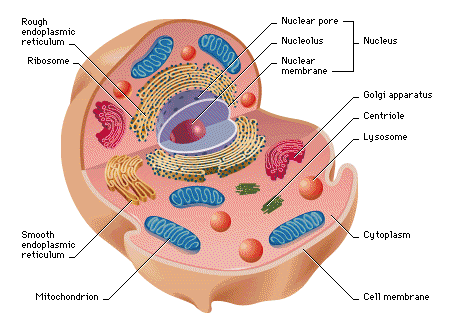 Rough
endoplasmic
reticulum
Ribosome
Nuclear pore
Nucleolus
Nuclear
membrane
Nucleus
Golgi apparatus
Centriole
Lysosome
Smooth
endoplasmic
reticulum
Mitochondrion
Cytoplasm
Cell membrane